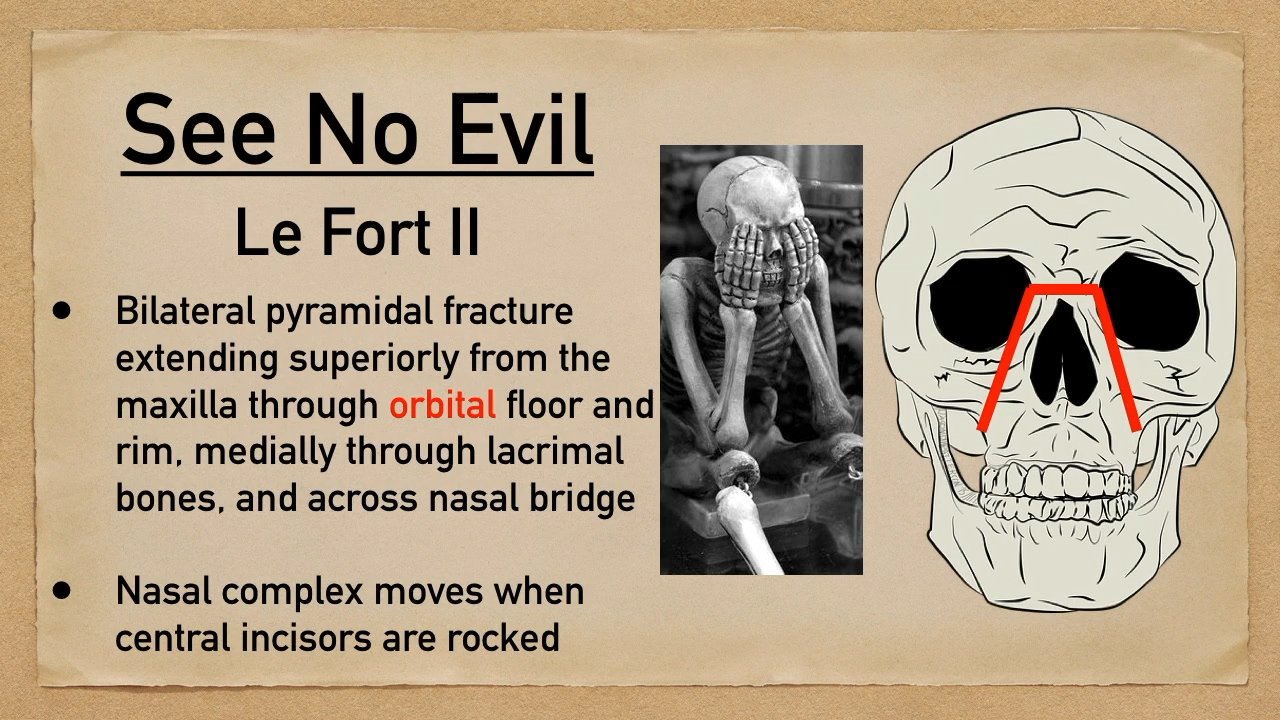 See No Evil
Le Fort II
• Bilateral pyramidal fracture
extending superiorly from the
maxilla through orbital floor and
rim, medially through lacrimal
bones, and across nasal bridge
• Nasal complex moves when
central incisors are rocked